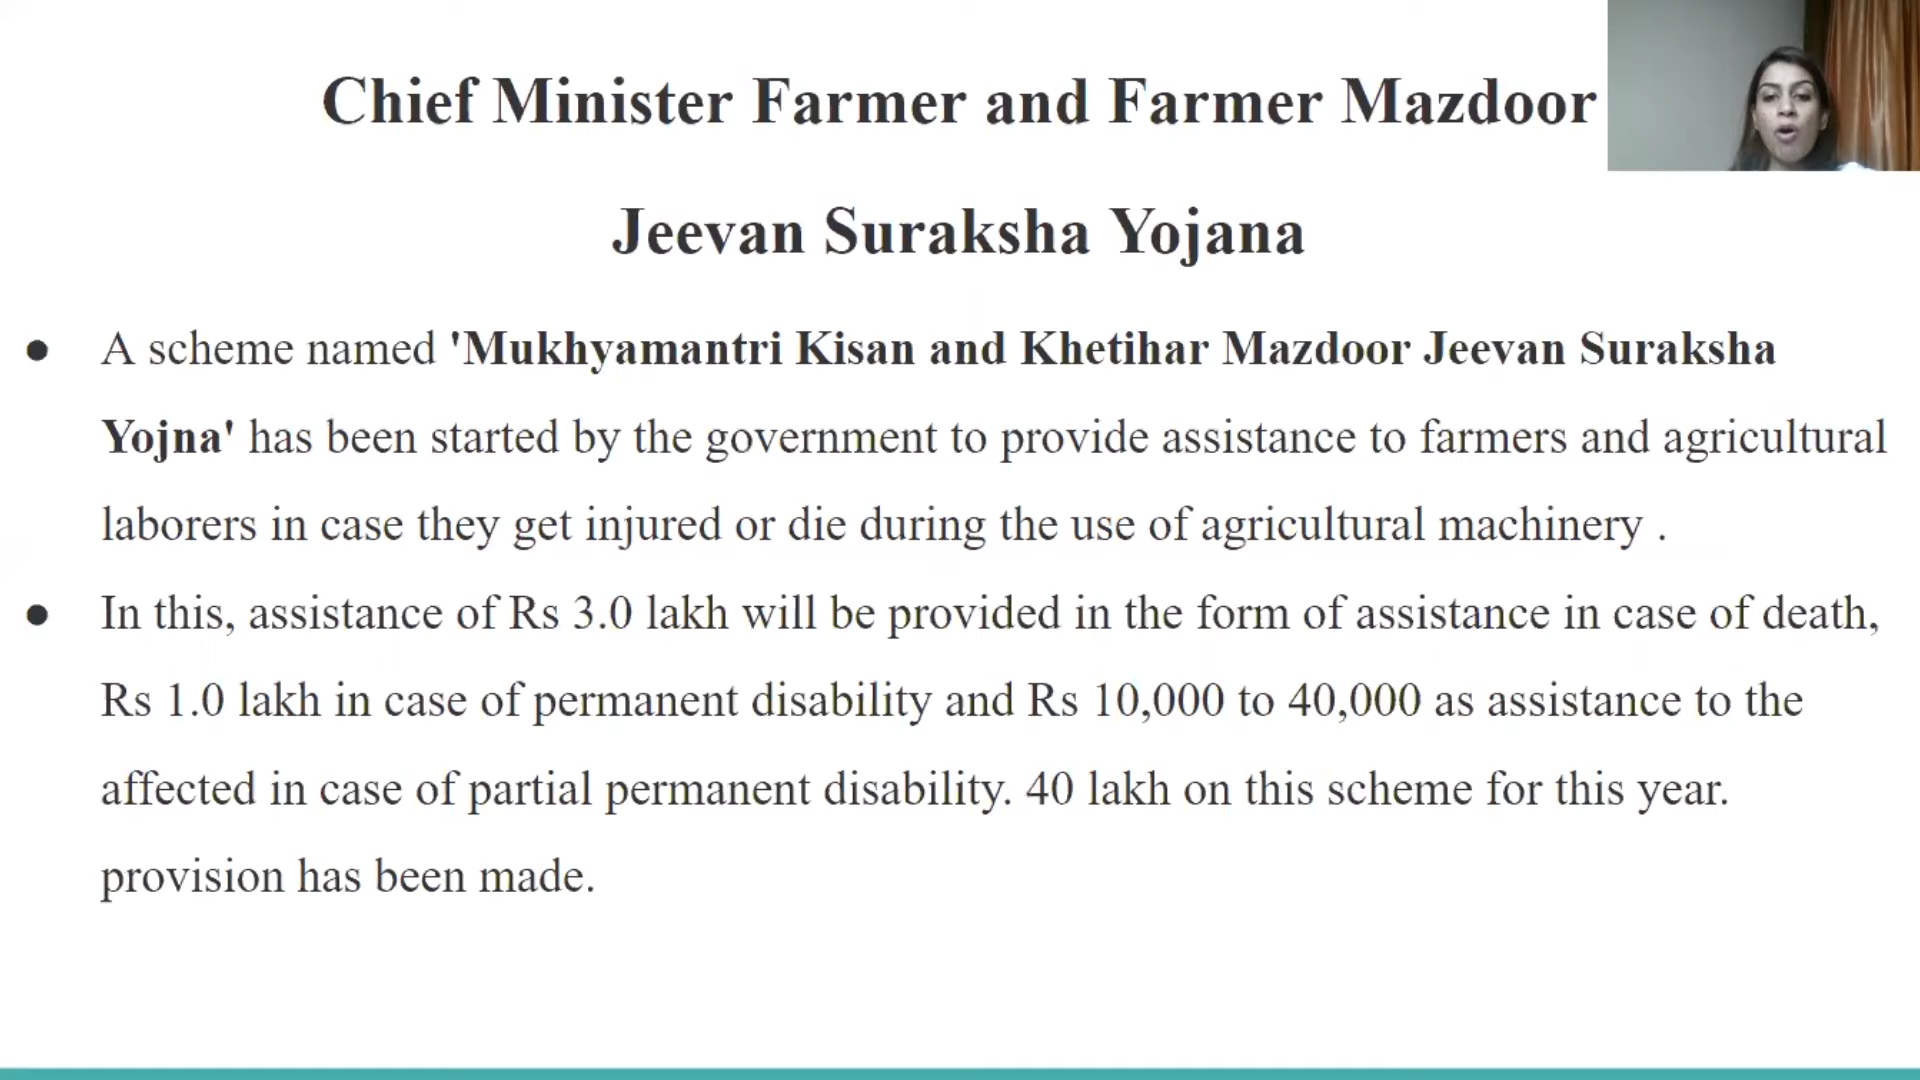 Chief Minister Farmer and Farmer Mazdoor
Jeevan Suraksha Yojana
● A scheme named 'Mukhyamantri Kisan and Khetihar Mazdoor Jeevan Suraksha
Yojna' has been started by the government to provide assistance to farmers and agricultural
laborers in case they get injured or die during the use of agricultural machinery .
● In this, assistance of Rs 3.0 lakh will be provided in the form of assistance in case of death,
Rs 1.0 lakh in case of permanent disability and Rs 10,000 to 40,000 as assistance to the
affected in case of partial permanent disability. 40 lakh on this scheme for this year.
provision has been made.